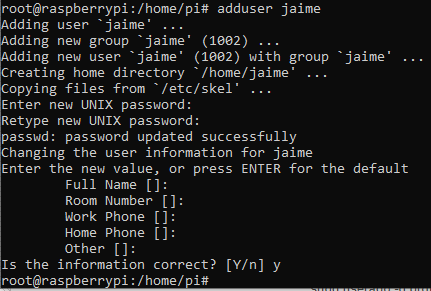 root@raspberrypi:/home/pi# adduser jaime
Adding user `jaime' ...
Adding new group `jaime' (1002) ...
Adding new user `jaime' (1002) with group `jaime' ...
Creating home directory `/home/jaime' ...
Copying files from `/etc/skel' ...
Enter new UNIX password:
Retype new UNIX password:
passwd: password updated successfully
Changing the user information for jaime
Enter the new value, or press ENTER for the default
        Full Name []:
        Room Number []:
        Work Phone []:
        Home Phone []:
        Other []:
Is the information correct? [Y/n] y
root@raspberrypi:/home/pi#